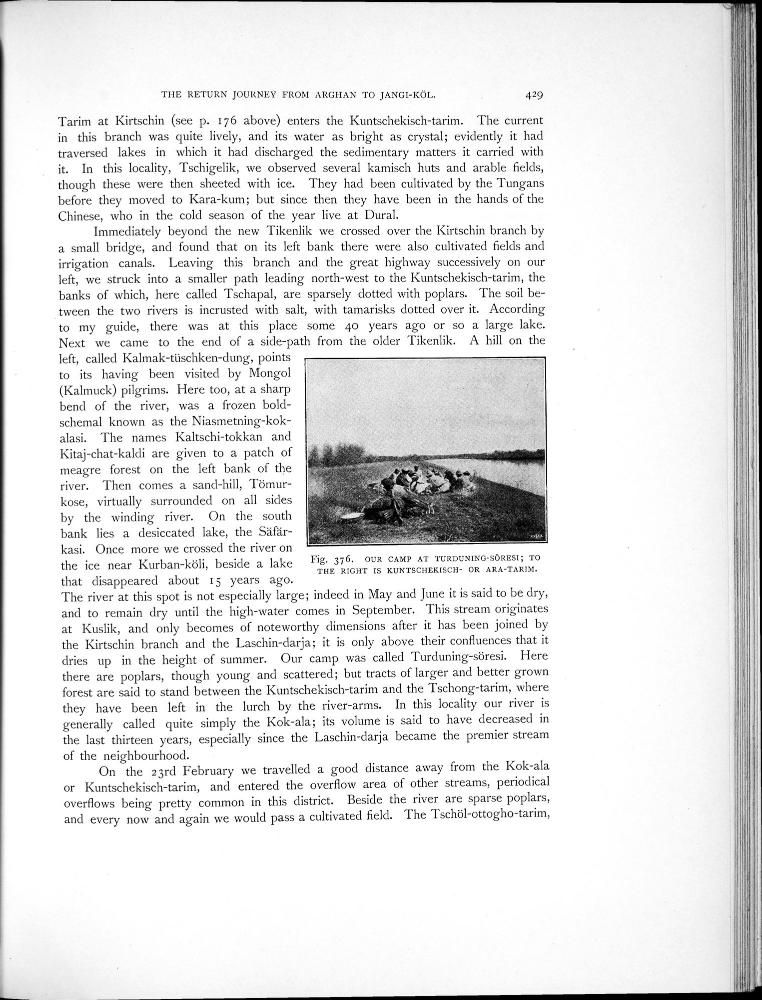 THE RETURN JOURNEY FROM ARGHAN TO JANGI-KÖL. 429
Tarim at Kirtschin (see p. 176 above) enters the Kuntschekisch-tarim. The current
in this branch was quite lively, and its water as bright as crystal; evidently it had
traversed lakes in which it had discharged the sedimentary matters it carried with
it. In this locality, Tschigelik, we observed several kamisch huts and arable fields,
though these were then sheeted with ice. They had been cultivated by the Tungans
before they moved to Kara-kum; but since then they have been in the hands of the
Chinese, who in the cold season of the year live at Dural.
Immediately beyond the new Tikenlik we crossed over the Kirtschin branch by
a small bridge, and found that on its left bank there were also cultivated fields and
irrigation canals. Leaving this branch and the great highway successively on our
left, we struck into a smaller path leading north-west to the Kuntschekisch-tarim, the
banks of which, here called Tschapal, are sparsely dotted with poplars. The soil be-
tween the two rivers is incrusted with salt, with tamarisks dotted over it. According
to my guide, there was at this place some 40 years ago or so a large lake.
Next we came to the end of a side-path from the older Tikenlik. A hill on the
left, called Kalmak-tüschken-dung, points
to its having been visited by Mongol
(Kalmuck) pilgrims. Here too, at a sharp
bend of the river, was a frozen bold-
schemal known as the Niasmetning-kok-
alasi. The names Kaltschi-tokkan and
Kitaj-chat-kaldi are given to a patch of
meagre forest on the left bank of the
river. Then comes a sand-hill, Tömur-
kose, virtually surrounded on all sides
by the winding river. On the south
bank lies a desiccated lake, the Säfär-
kasi. Once more we crossed the river on
the ice near Kurban-köli, beside a lake
that disappeared about 15 years ago.
Fig. 376. OUR CAMP AT TURDUNING-SÖRESI; TO
THE RIGHT IS KUNTSCHEKISCH- OR ARA-TARIM.
The river at this spot is not especially large; indeed in May and June it is said to be dry,
and to remain dry until the high-water comes in September. This stream originates
at Kuslik, and only becomes of noteworthy dimensions after it has been joined by
the Kirtschin branch and the Laschin-darja; it is only above their confluences that it
dries up in the height of summer. Our camp was called Turduning-söresi. Here
there are poplars, though young and scattered; but tracts of larger and better grown
forest are said to stand between the Kuntschekisch-tarim and the Tschong-tarim, where
they have been left in the lurch by the river-arms. In this locality our river is
generally called quite simply the Kok-ala; its volume is said to have decreased in
the last thirteen years, especially since the Laschin-darja became the premier stream
of the neighbourhood.
On the 23rd February we travelled a good distance away from the Kok-ala
or Kuntschekisch-tarim, and entered the overflow area of other streams, periodical
overflows being pretty common in this district. Beside the river are sparse poplars,
and every now and again we would pass a cultivated field. The Tschöl-ottogho-tarim,